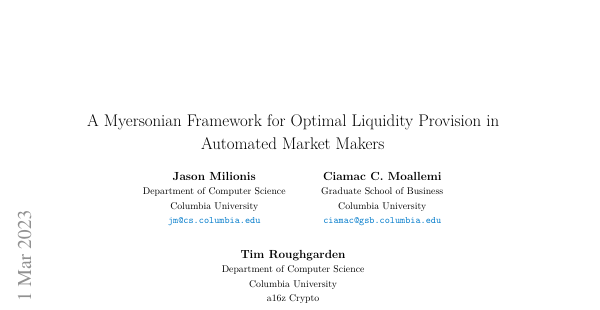 A Myersonian Framework for Optimal Liquidity Provision in
Automated Market Makers
Jason Milionis
Department of Computer Science
Columbia University
jm@cs.columbia.edu
Ciamac C. Moallemi
Graduate School of Business
Columbia University
ciamac@gsb.columbia.edu
Tim Roughgarden
Department of Computer Science
Columbia University
a16z Crypto
1 Mar 2023